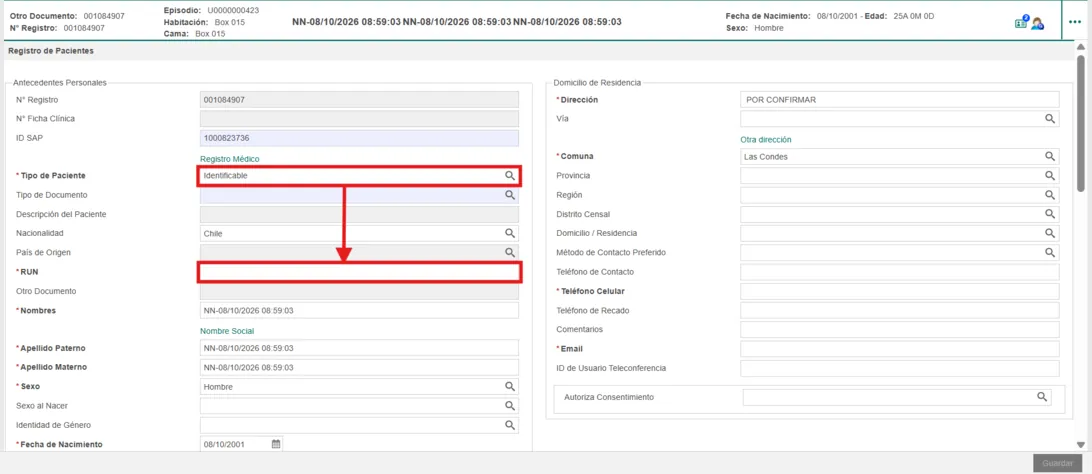 Otro Documento: 001084907
N° Registro: 001084907
Episodio: U0000000423
Habitación: Box 015
Cama: Box 015
NN-08/10/2026 08:59:03 NN-08/10/2026 08:59:03 NN-08/10/2026 08:59:03
Fecha de Nacimiento: 08/10/2001 - Edad: 25A 0M 0D
Sexo: Hombre
2
Registro de Pacientes
Antecedentes Personales
N° Registro 001084907
N° Ficha Clínica
ID SAP 1000823736
Registro Médico
* Tipo de Paciente Identificable
Tipo de Documento
Descripción del Paciente
Nacionalidad Chile
País de Origen
* RUN
Otro Documento
* Nombres NN-08/10/2026 08:59:03
Nombre Social
* Apellido Paterno NN-08/10/2026 08:59:03
* Apellido Materno NN-08/10/2026 08:59:03
* Sexo Hombre
Sexo al Nacer
Identidad de Género
* Fecha de Nacimiento 08/10/2001
Domicilio de Residencia
* Dirección POR CONFIRMAR
Vía
Otra dirección
* Comuna Las Condes
Provincia
Región
Distrito Censal
Domicilio / Residencia
Método de Contacto Preferido
Teléfono de Contacto
* Teléfono Celular
Teléfono de Recado
Comentarios
* Email
ID de Usuario Teleconferencia
Autoriza Consentimiento
Guardar